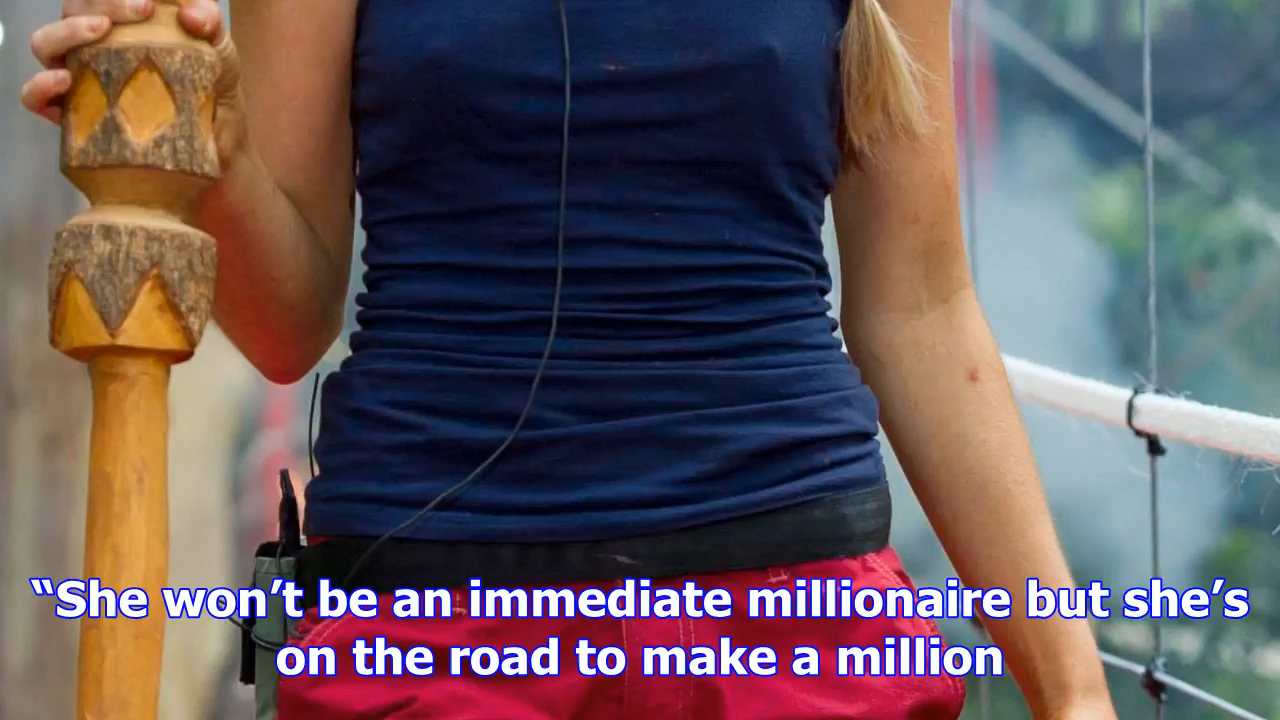 “She won’t be an immediate millionaire but she’s
on the road to make a million